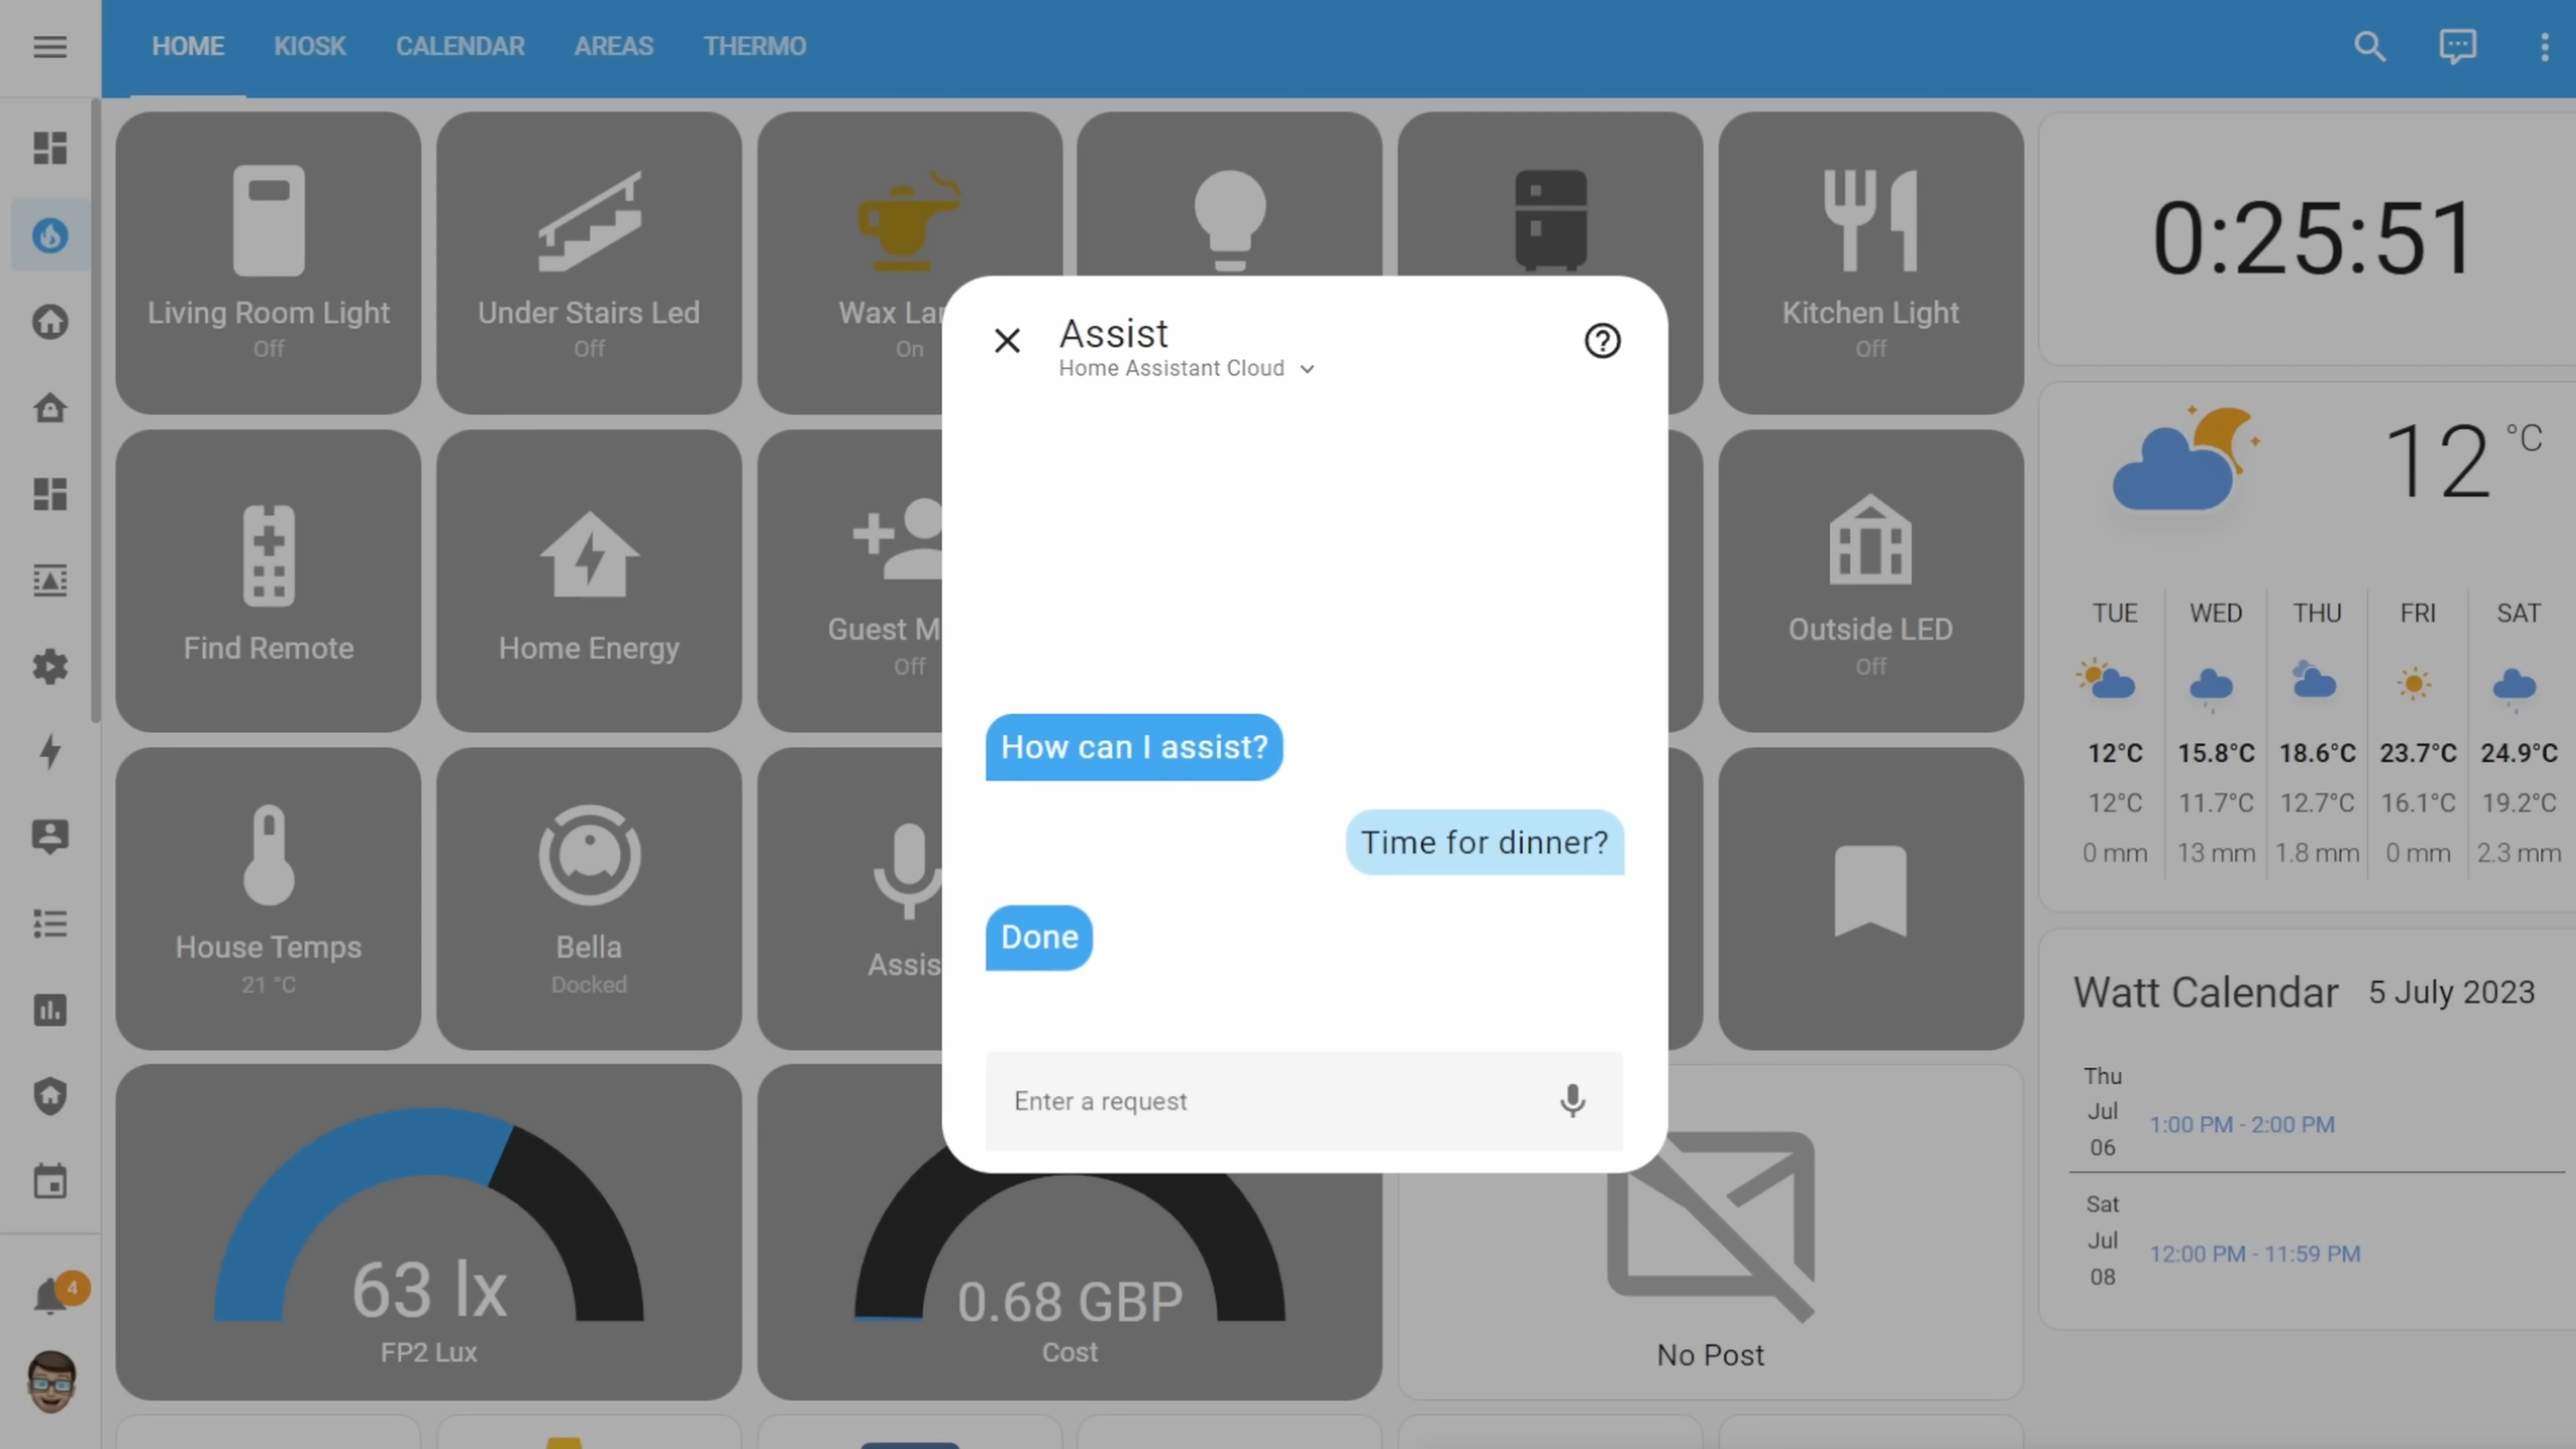 HOME KIOSK CALENDAR AREAS THERMO
Living Room Light
Off
Under Stairs Led
Off
Wax Lar
On
Kitchen Light
Off
0:25:51
Assist
Home Assistant Cloud
How can I assist?
Time for dinner?
Done
Enter a request
Find Remote
Home Energy
Guest M
Off
Outside LED
Off
12 °C
TUE WED THU FRI SAT
12°C 15.8°C 18.6°C 23.7°C 24.9°C
12°C 11.7°C 12.7°C 16.1°C 19.2°C
0 mm 13 mm 1.8 mm 0 mm 2.3 mm
House Temps
21 °C
Bella
Docked
Assis
Watt Calendar 5 July 2023
Thu
Jul
06
1:00 PM - 2:00 PM
Sat
Jul
08
12:00 PM - 11:59 PM
63 lx
FP2 Lux
0.68 GBP
Cost
No Post
4